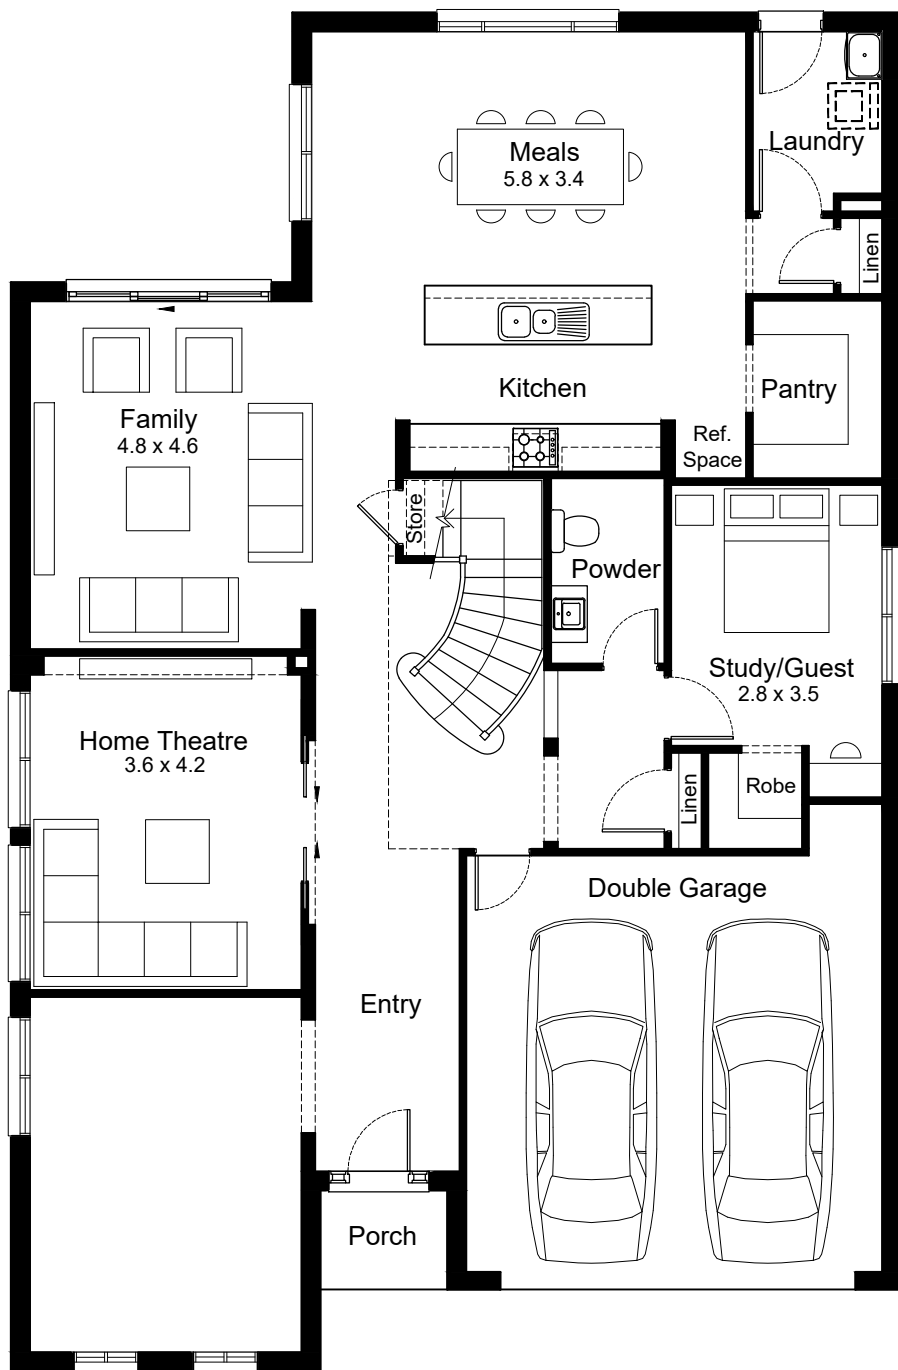 Meals
5.8 x 3.4
Laundry
Linen
Kitchen
Pantry
Family
4.8 x 4.6
Ref.
Space
Store
Powder
Study/Guest
2.8 x 3.5
Home Theatre
3.6 x 4.2
Linen
Robe
Double Garage
Entry
Porch